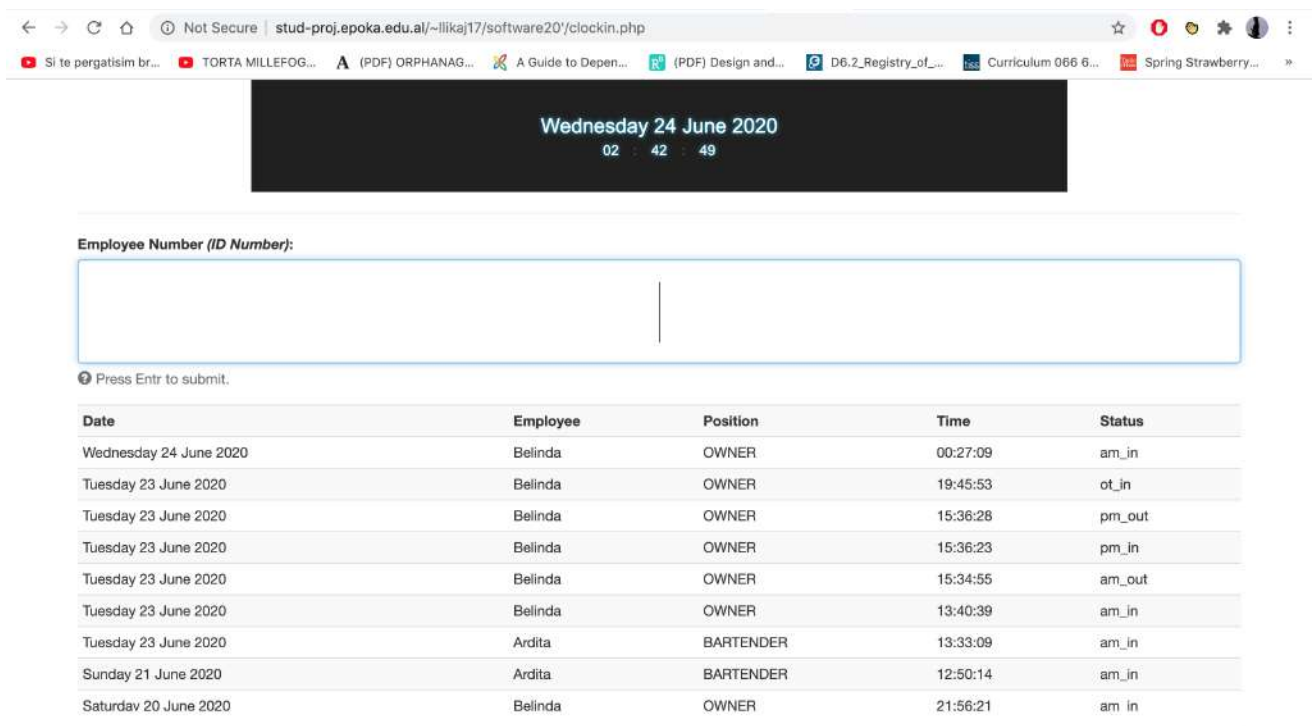 Not Secure | stud-proj.epoka.edu.al/~llikaj17/software20'/clockin.php
Si te pergatisim br... TORTA MILLEFOG... A (PDF) ORPHANAG... A Guide to Depen... (PDF) Design and... D6.2_Registry_of_... Curriculum 066 6... Spring Strawberry... »
Wednesday 24 June 2020
02 : 42 : 49
Employee Number (ID Number):
Press Entr to submit.
Date Employee Position Time Status
Wednesday 24 June 2020 Belinda OWNER 00:27:09 am_in
Tuesday 23 June 2020 Belinda OWNER 19:45:53 ot_in
Tuesday 23 June 2020 Belinda OWNER 15:36:28 pm_out
Tuesday 23 June 2020 Belinda OWNER 15:36:23 pm_in
Tuesday 23 June 2020 Belinda OWNER 15:34:55 am_out
Tuesday 23 June 2020 Belinda OWNER 13:40:39 am_in
Tuesday 23 June 2020 Ardita BARTENDER 13:33:09 am_in
Sunday 21 June 2020 Ardita BARTENDER 12:50:14 am_in
Saturday 20 June 2020 Belinda OWNER 21:56:21 am_in